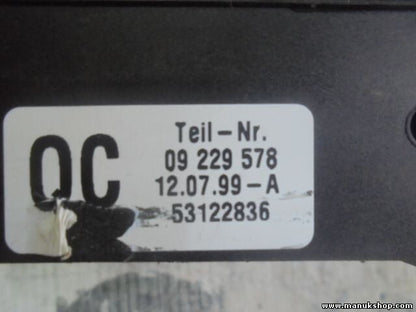 QC
Teil-Nr.
09 229 578
12.07.99-A
53122836
www.manukshop.com